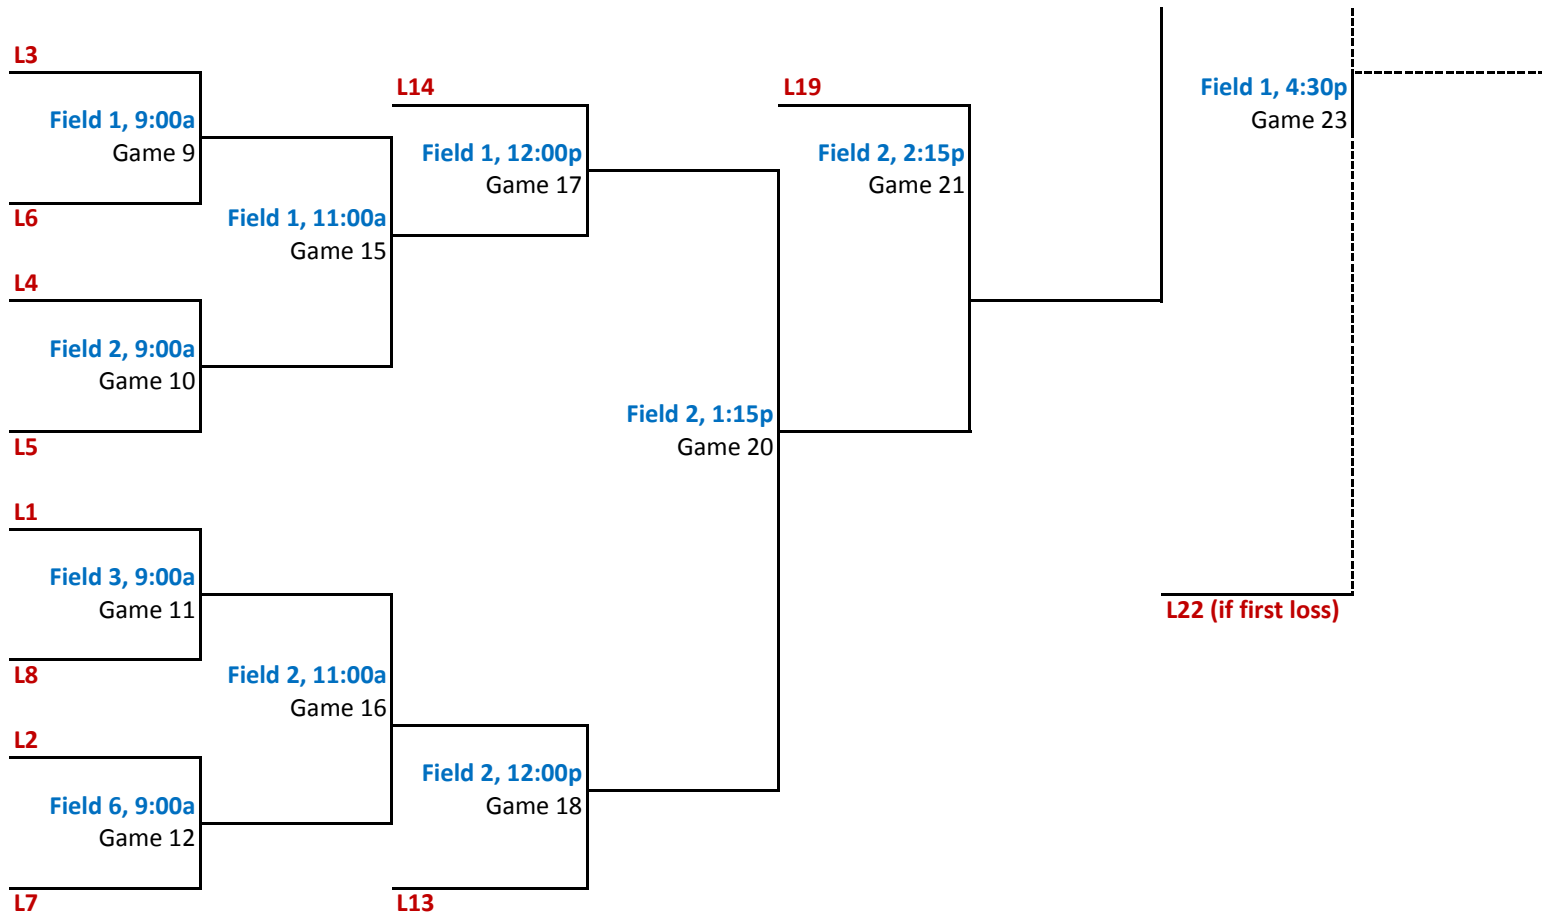 L3
Field 1, 9:00a
Game 9
L6
L4
Field 2, 9:00a
Game 10
L5
L1
Field 3, 9:00a
Game 11
L8
L2
Field 6, 9:00a
Game 12
L7
Field 1, 11:00a
Game 15
Field 2, 11:00a
Game 16
L14
Field 1, 12:00p
Game 17
Field 2, 12:00p
Game 18
L13
Field 2, 1:15p
Game 20
L19
Field 2, 2:15p
Game 21
Field 1, 4:30p
Game 23
L22 (if first loss)